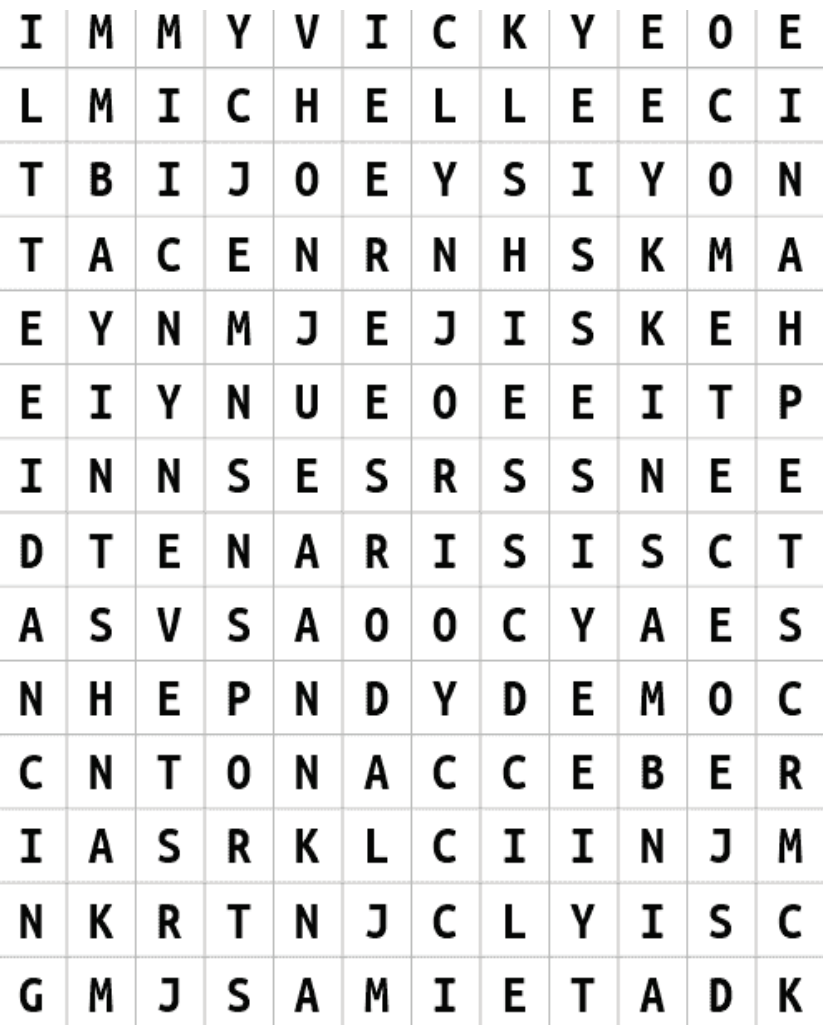 I M M Y V I C K Y E O E
L M I C H E L L E E C I
T B I J O E Y S I Y O N
T A C E N R N H S K M A
E Y N M J E J I S K E H
E I Y N U E O E E I T P
I N N S E S R S S N E E
D T E N A R I S I S C T
A S V S A O O C Y A E S
N H E P N D Y D E M O C
C N T O N A C C E B E R
I A S R K L C I I N J M
N K R T N J C L Y I S C
G M J S A M I E T A D K